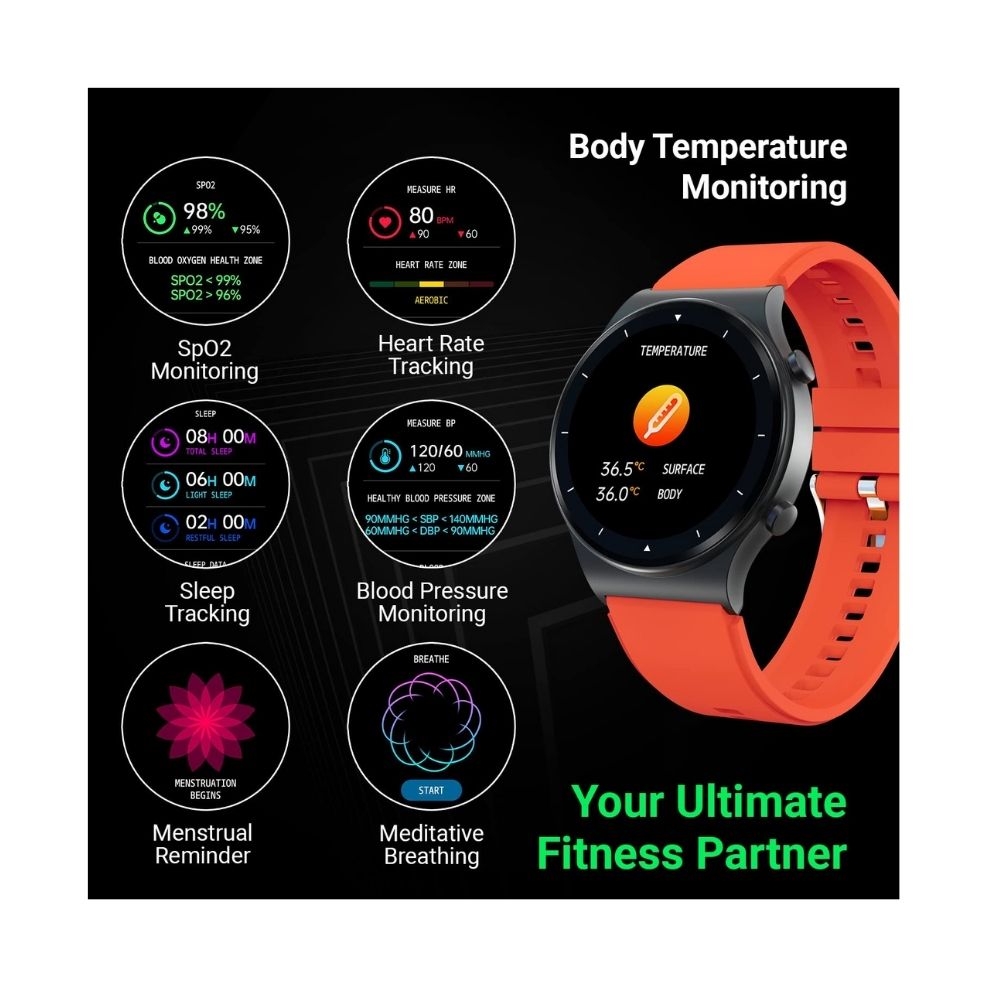 Body Temperature
Monitoring
SPO2
98%
▲99% ▼95%
BLOOD OXYGEN HEALTH ZONE
SPO2 < 99%
SPO2 > 96%
SpO2
Monitoring
MEASURE HR
80 BPM
▲90 ▼60
HEART RATE ZONE
AEROBIC
Heart Rate
Tracking
SLEEP
08H 00M
TOTAL SLEEP
06H 00M
LIGHT SLEEP
02H 00M
RESTFUL SLEEP
SLEEP DATA
Sleep
Tracking
MEASURE BP
120/60 MMHG
▲120 ▼60
HEALTHY BLOOD PRESSURE ZONE
90MMHG < SBP < 140MMHG
60MMHG < DBP < 90MMHG
Blood Pressure
Monitoring
MENSTRUATION
BEGINS
Menstrual
Reminder
BREATHE
START
Meditative
Breathing
TEMPERATURE
36.5°C SURFACE
36.0°C BODY
Your Ultimate
Fitness Partner